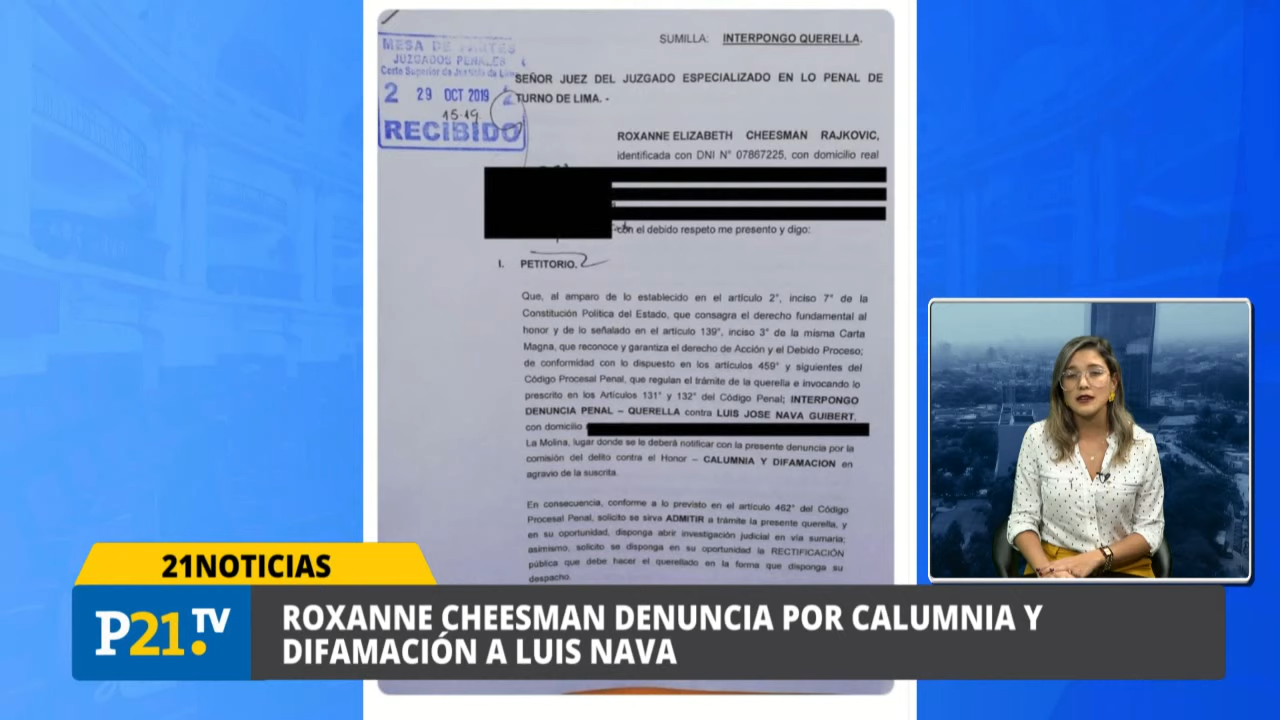 SUMILLA: INTERPONGO QUERELLA.
MESA DE PARTES
JUZGADOS PENALES
Corte Superior de Justicia de Lima
2 29 OCT 2019
15:19
RECIBIDO
SEÑOR JUEZ DEL JUZGADO ESPECIALIZADO EN LO PENAL DE
TURNO DE LIMA. -
ROXANNE ELIZABETH CHEESMAN RAJKOVIC,
identificada con DNI N° 07867225, con domicilio real
con el debido respeto me presento y digo:
I. PETITORIO.
Que, al amparo de lo establecido en el artículo 2°, inciso 7° de la
Constitución Política del Estado, que consagra el derecho fundamental al
honor y de lo señalado en el artículo 139°, inciso 3° de la misma Carta
Magna, que reconoce y garantiza el derecho de Acción y el Debido Proceso;
de conformidad con lo dispuesto en los artículos 459° y siguientes del
Código Procesal Penal, que regulan el trámite de la querella e invocando lo
prescrito en los Artículos 131° y 132° del Código Penal; INTERPONGO
DENUNCIA PENAL – QUERELLA contra LUIS JOSE NAVA GUIBERT,
con domicilio
La Molina, lugar donde se le deberá notificar con la presente denuncia por la
comisión del delito contra el Honor – CALUMNIA Y DIFAMACION en
agravio de la suscrita.
En consecuencia, conforme a lo previsto en el artículo 462° del Código
Procesal Penal, solicito se sirva ADMITIR a trámite la presente querella, y
en su oportunidad, disponga abrir investigación judicial en vía sumaria;
asimismo, solicito se disponga en su oportunidad la RECTIFICACIÓN
pública que debe hacer el querellado en la forma que disponga su
despacho.
21NOTICIAS
P21.TV
ROXANNE CHEESMAN DENUNCIA POR CALUMNIA Y
DIFAMACIÓN A LUIS NAVA